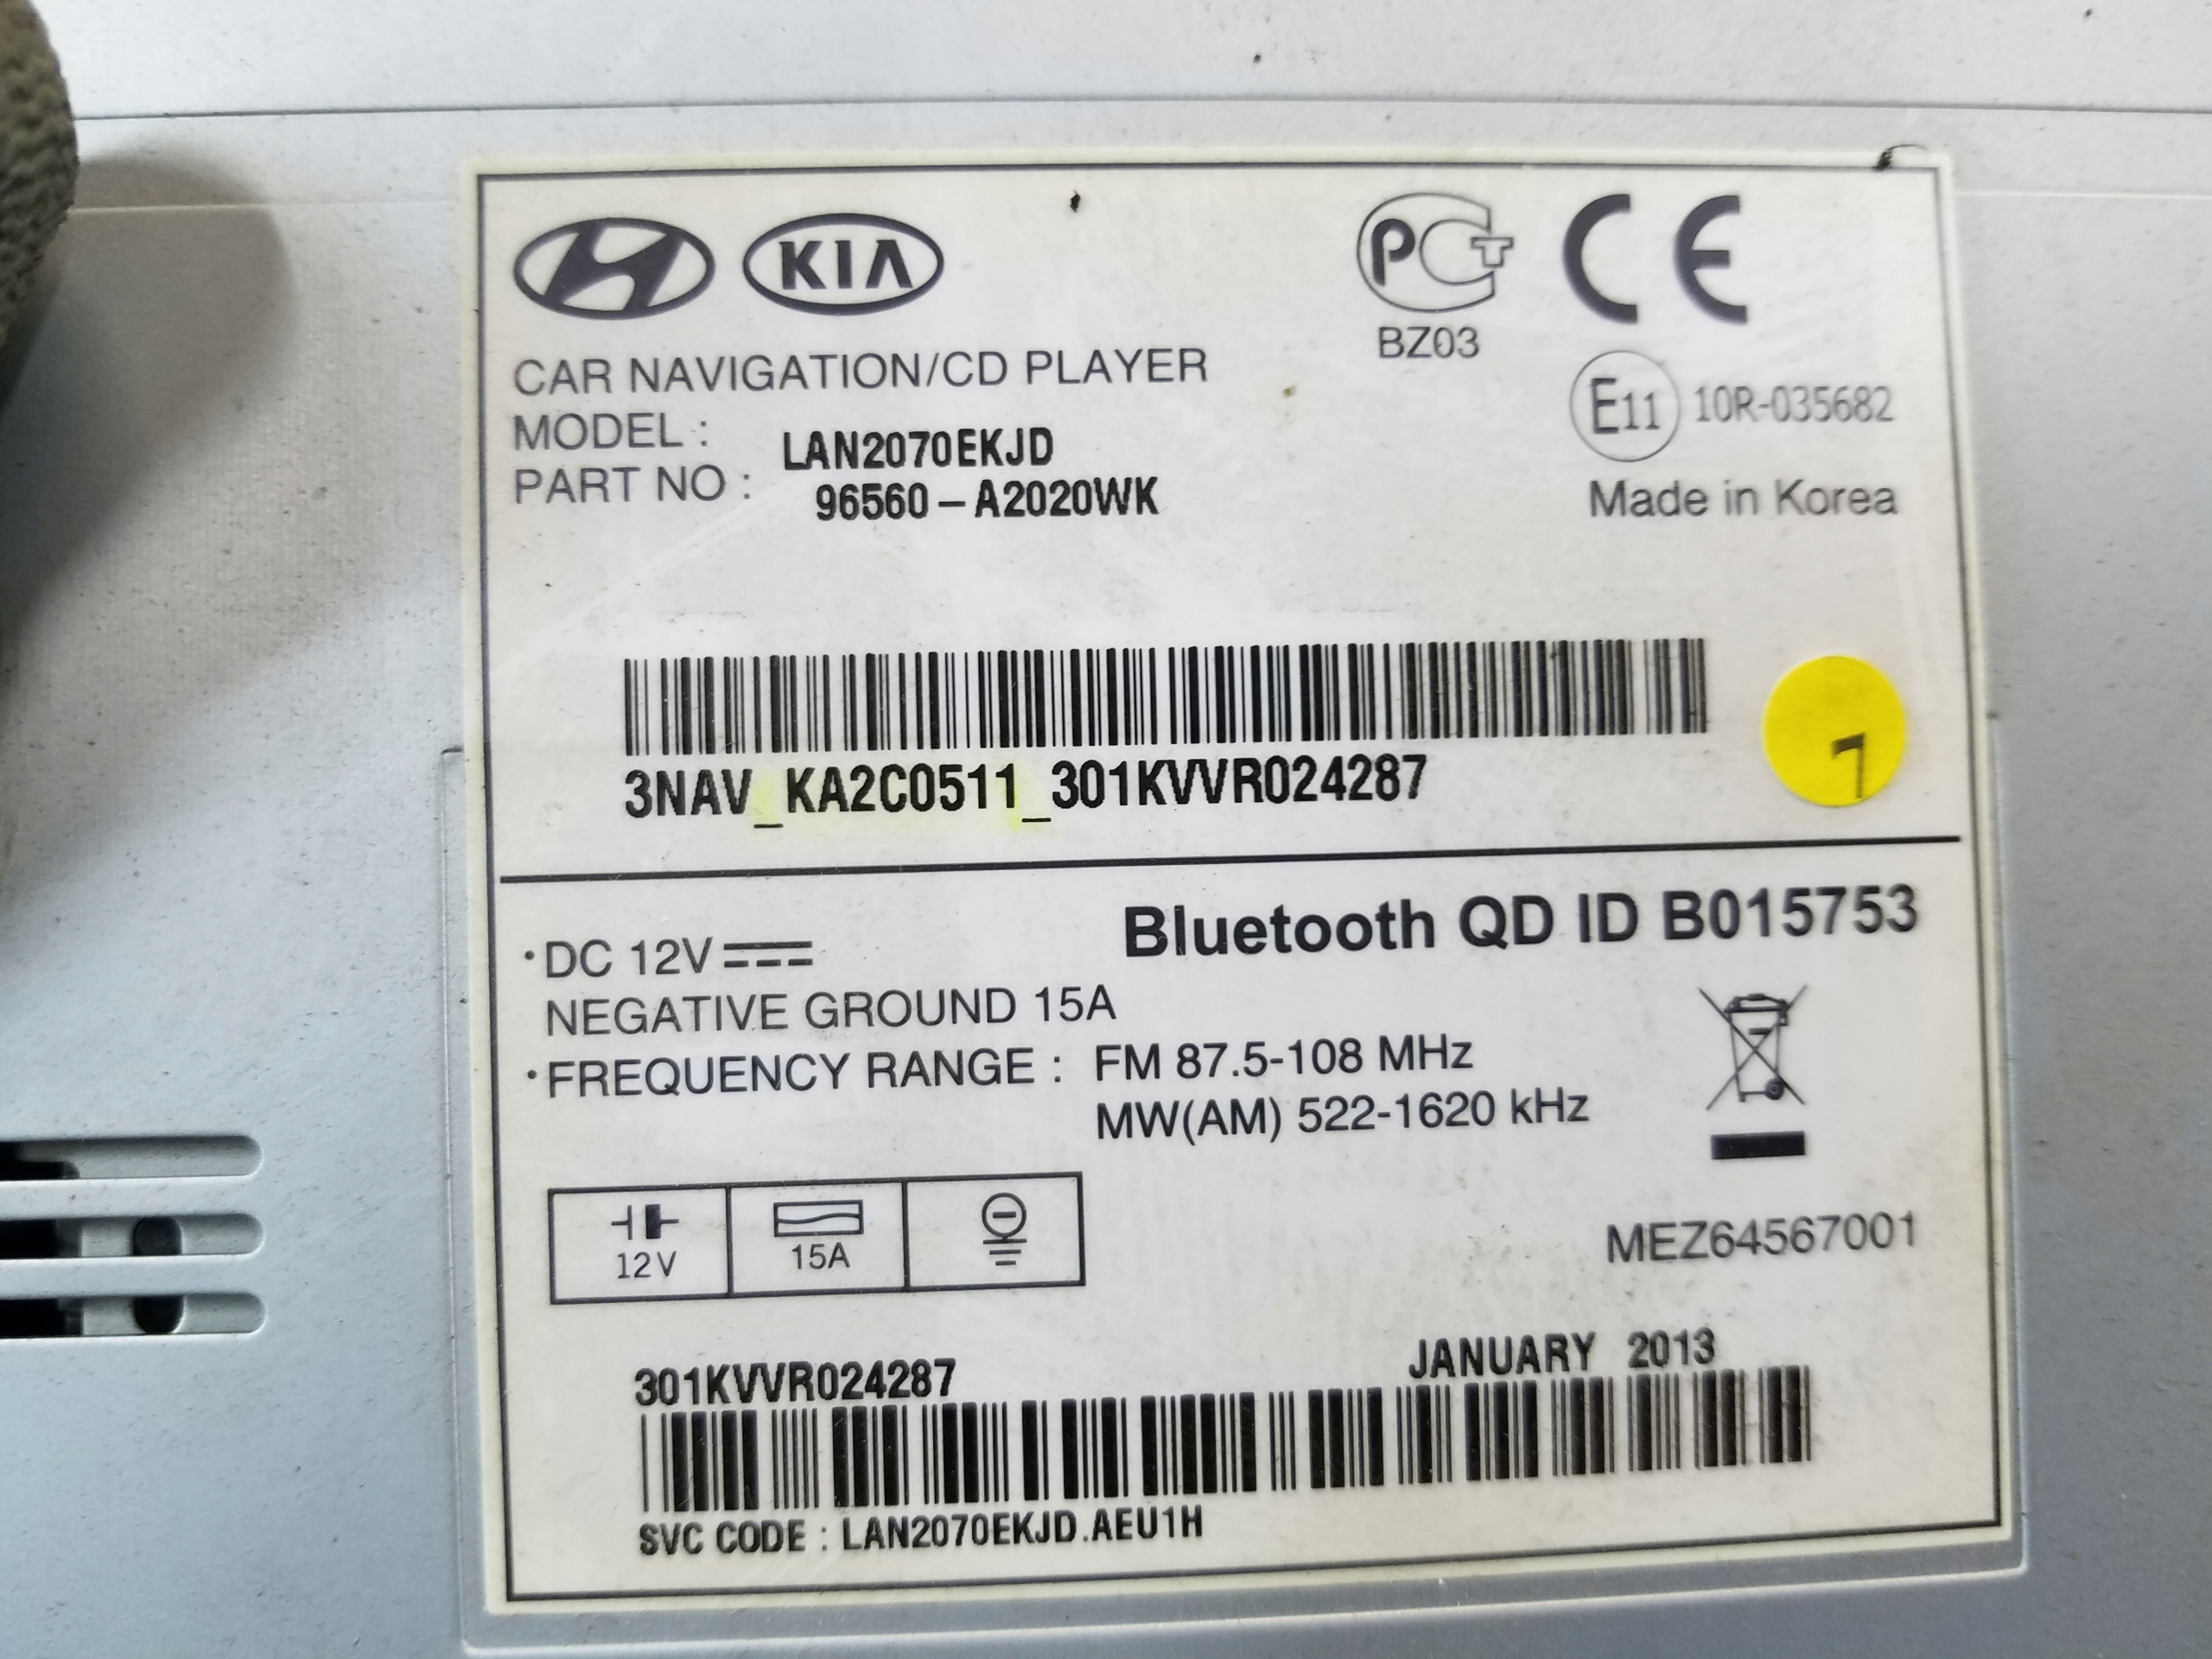 KIA
PCT
CE
BZ03
CAR NAVIGATION/CD PLAYER
MODEL : LAN2070EKJD
PART NO : 96560-A2020WK
E11 10R-035682
Made in Korea
3NAV_KA2C0511_301KVVR024287
7
Bluetooth QD ID B015753
·DC 12V
NEGATIVE GROUND 15A
·FREQUENCY RANGE : FM 87.5-108 MHz
MW(AM) 522-1620 kHz
12V
15A
MEZ64567001
301KVVR024287
JANUARY 2013
SVC CODE : LAN2070EKJD.AEU1H